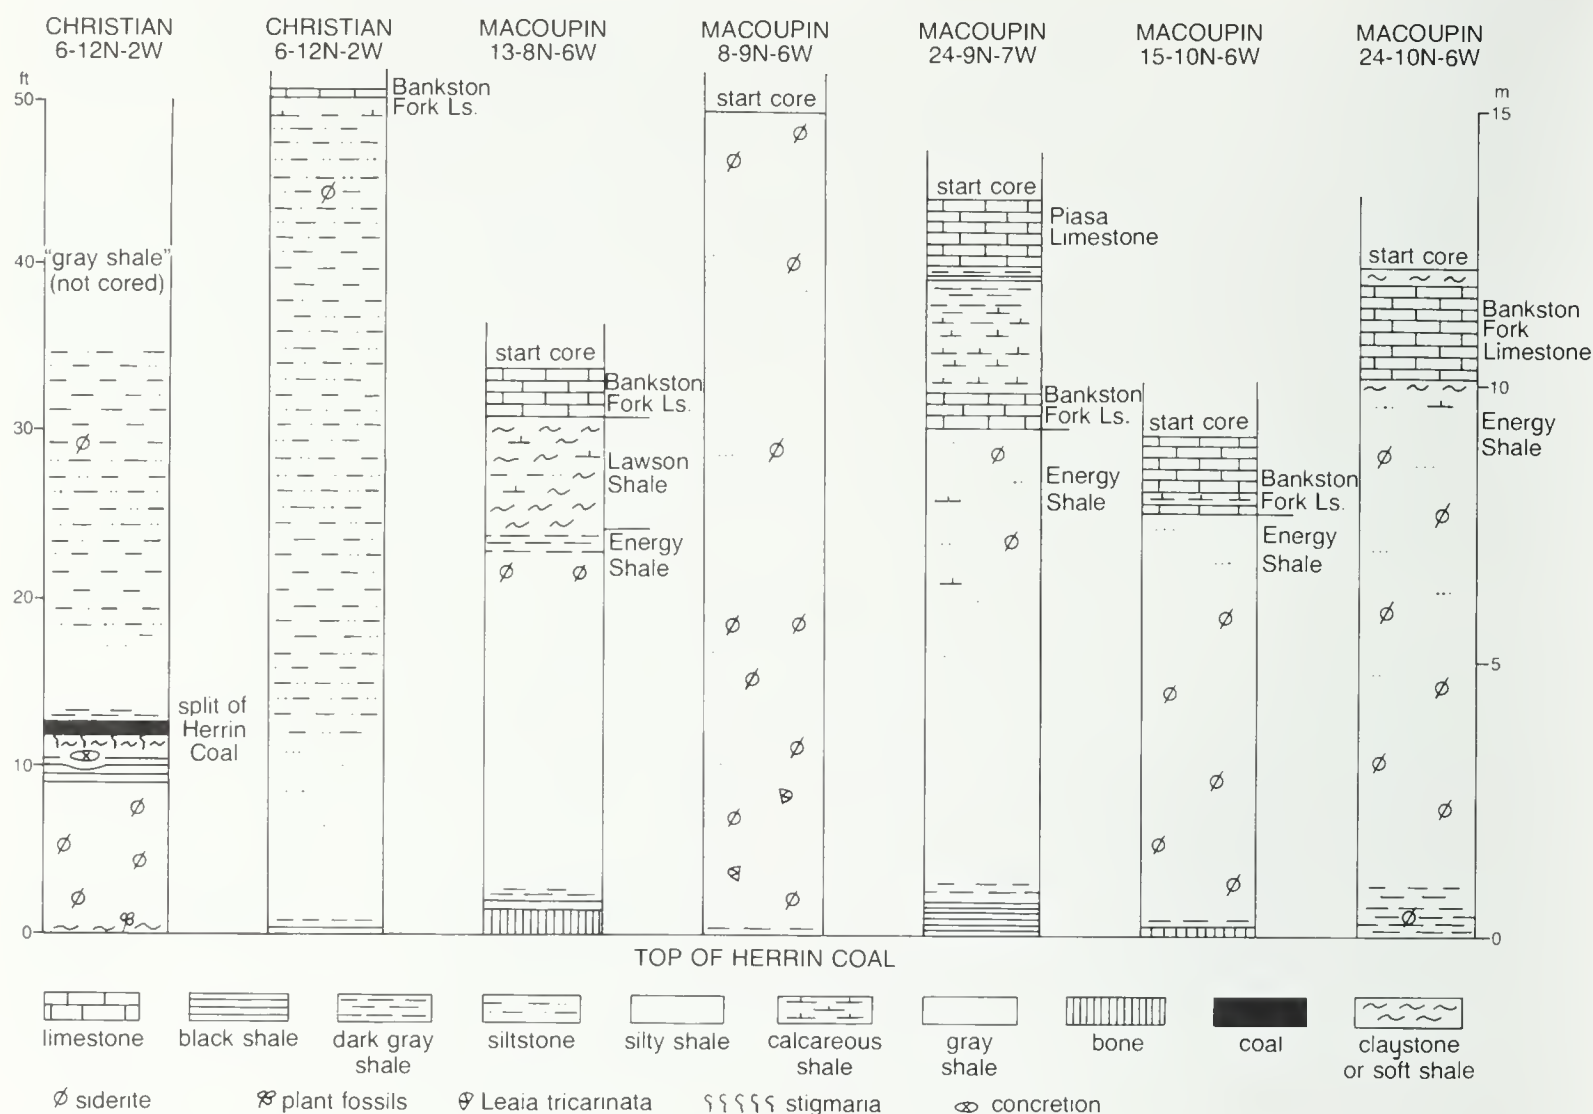 CHRISTIAN
6-12N-2W
CHRISTIAN
6-12N-2W
MACOUPIN
13-8N-6W
MACOUPIN
8-9N-6W
MACOUPIN
24-9N-7W
MACOUPIN
15-10N-6W
MACOUPIN
24-10N-6W
ft
50
40
30
20
10
0
"gray shale"
(not cored)
split of
Herrin
Coal
Bankston
Fork Ls.
start core
Bankston
Fork Ls.
Lawson
Shale
Energy
Shale
start core
start core
Piasa
Limestone
Bankston
Fork Ls.
Energy
Shale
start core
Bankston
Fork Ls.
Energy
Shale
start core
Bankston
Fork
Limestone
Energy
Shale
m
15
10
5
0
TOP OF HERRIN COAL
limestone
black shale
dark gray
shale
siltstone
silty shale
calcareous
shale
gray
shale
bone
coal
claystone
or soft shale
siderite
plant fossils
Leaia tricarinata
stigmaria
concretion